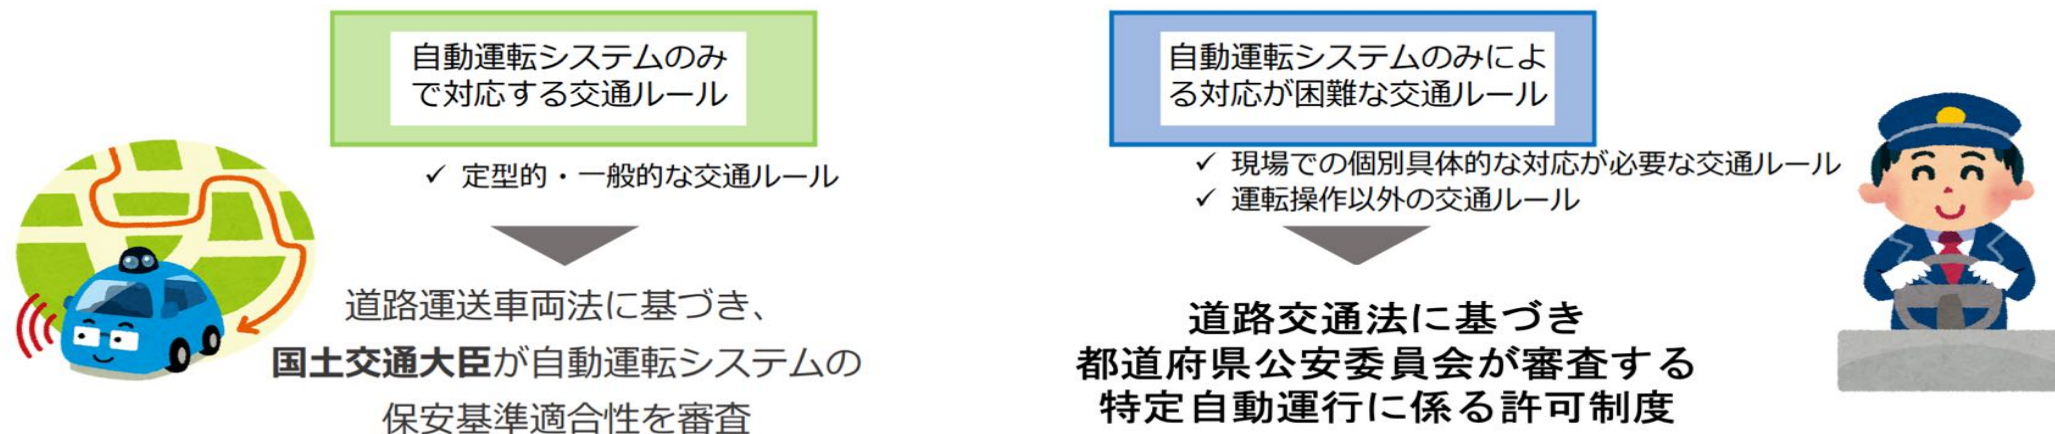 自動運転システムのみ
で対応する交通ルール
✓ 定型的・一般的な交通ルール
道路運送車両法に基づき、
国土交通大臣が自動運転システムの
保安基準適合性を審査
自動運転システムのみによ
る対応が困難な交通ルール
✓ 現場での個別具体的な対応が必要な交通ルール
✓ 運転操作以外の交通ルール
道路交通法に基づき
都道府県公安委員会が審査する
特定自動運行に係る許可制度